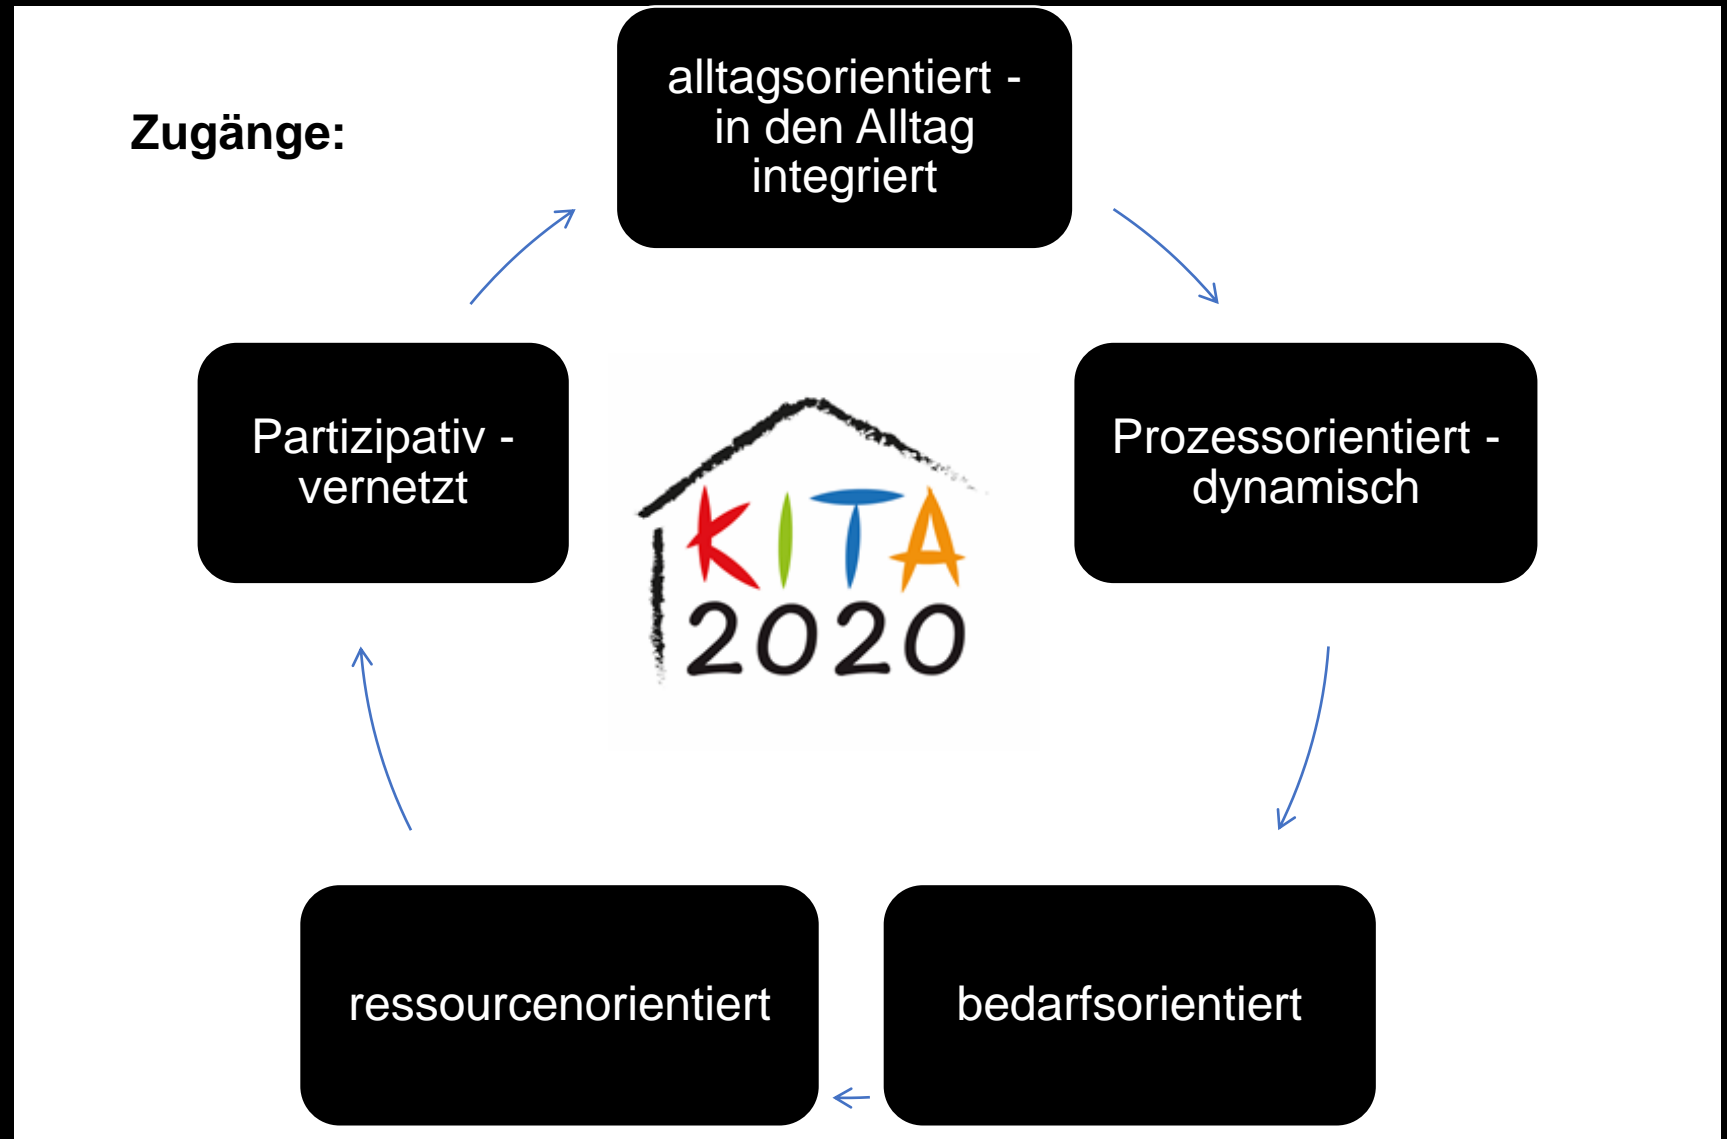 Zugänge:
alltagsorientiert -
in den Alltag
integriert
Prozessorientiert -
dynamisch
bedarfsorientiert
ressourcenorientiert
Partizipativ -
vernetzt
KITA
2020